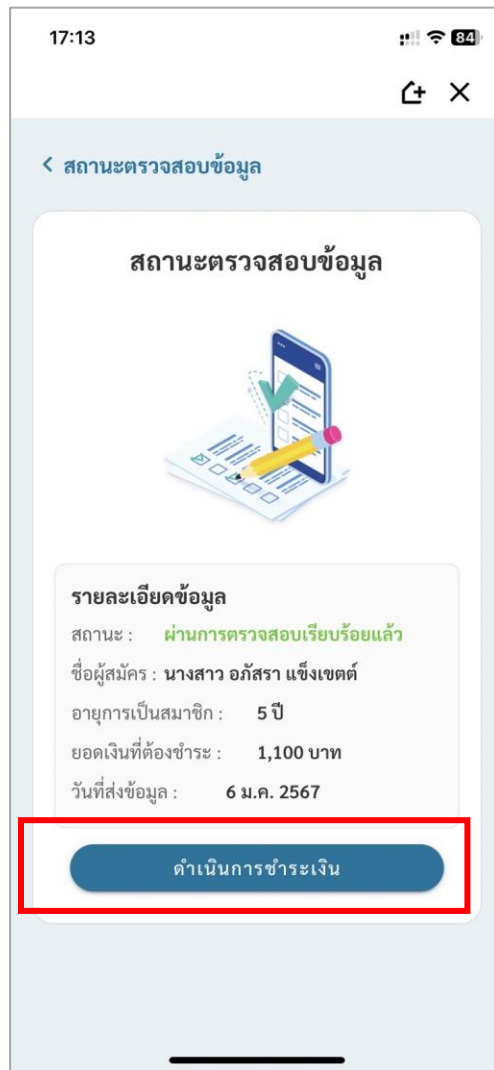 17:13
84
สถานะตรวจสอบข้อมูล
สถานะตรวจสอบข้อมูล
รายละเอียดข้อมูล
สถานะ : ผ่านการตรวจสอบเรียบร้อยแล้ว
ชื่อผู้สมัคร : นางสาว อภัสรา แข็งเขตต์
อายุการเป็นสมาชิก : 5 ปี
ยอดเงินที่ต้องชำระ : 1,100 บาท
วันที่ส่งข้อมูล : 6 ม.ค. 2567
ดำเนินการชำระเงิน